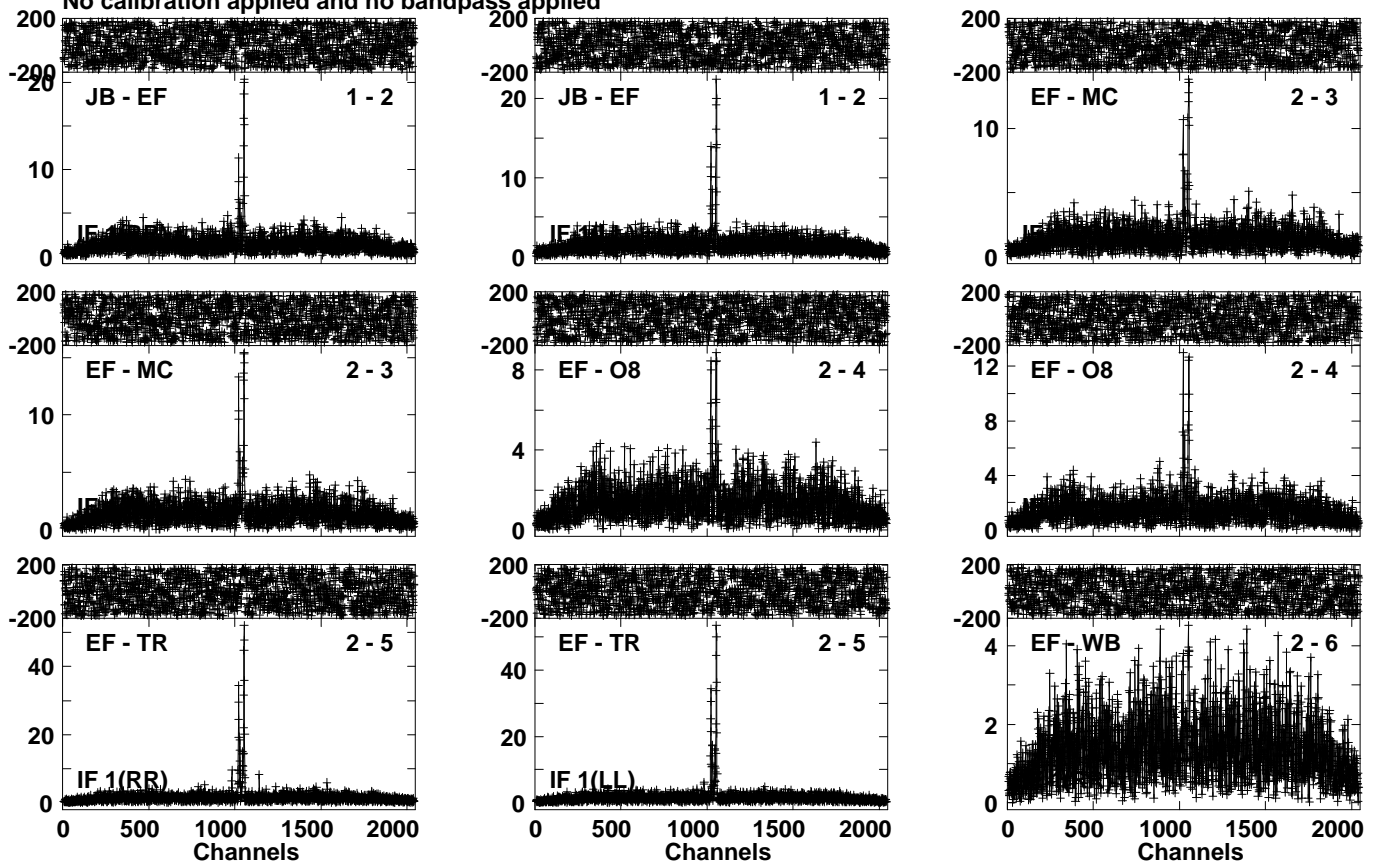 No calibration applied and no bandpass applied
200 200 200
-200 -200 -200
20 JB - EF 1 - 2
20 JB - EF 1 - 2
10 EF - MC 2 - 3
10 10
0 0 0
IF 1
200 200 200
-200 -200 -200
EF - MC 2 - 3
8 EF - O8 2 - 4
12 EF - O8 2 - 4
10 8
4 4
0 0 0
IF
200 200 200
-200 -200 -200
EF - TR 2 - 5
EF - TR 2 - 5
4 EF - WB 2 - 6
40 40
20 20 2
IF 1(RR) IF 1(LL)
0 0 0
0 500 1000 1500 2000 0 500 1000 1500 2000 0 500 1000 1500 2000
Channels Channels Channels